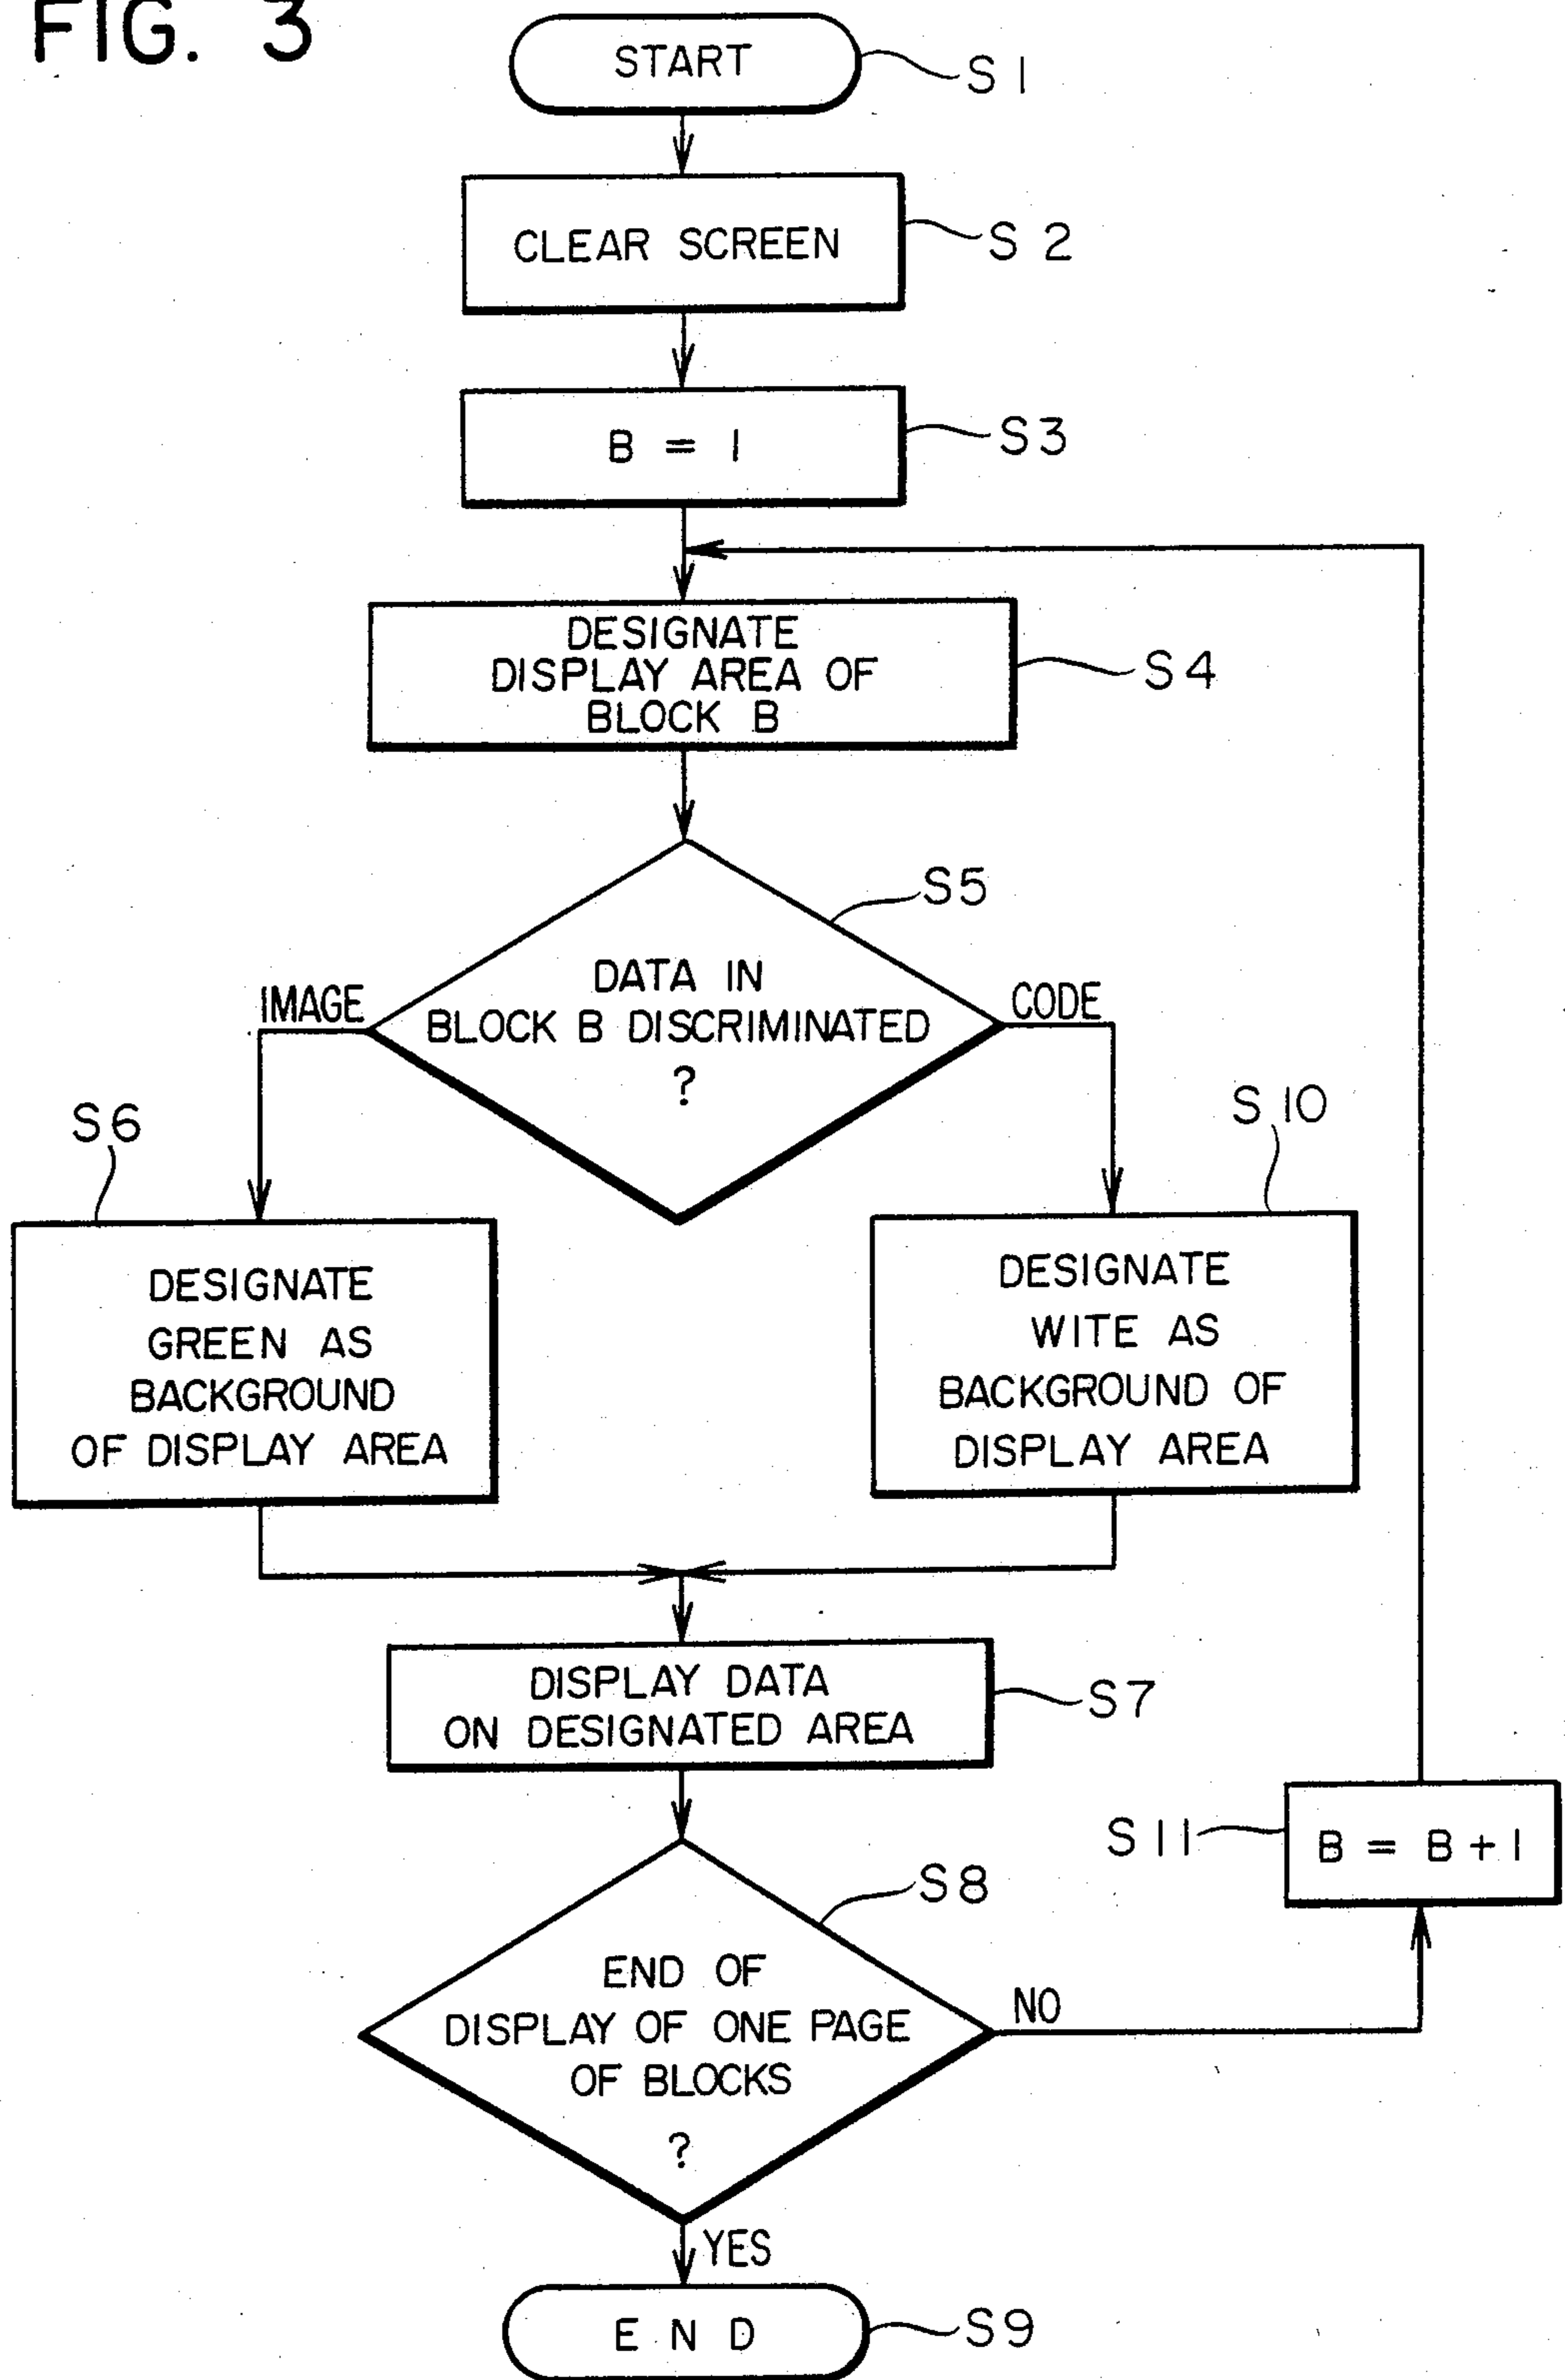 FIG. 3
START
S1
CLEAR SCREEN
S2
B = 1
S3
DESIGNATE
DISPLAY AREA OF
BLOCK B
S4
S5
DATA IN
BLOCK B DISCRIMINATED
?
IMAGE
CODE
S6
S10
DESIGNATE
GREEN AS
BACKGROUND
OF DISPLAY AREA
DESIGNATE
WITE AS
BACKGROUND OF
DISPLAY AREA
DISPLAY DATA
ON DESIGNATED AREA
S7
S11
B = B+1
S8
END OF
DISPLAY OF ONE PAGE
OF BLOCKS
?
NO
YES
END
S9